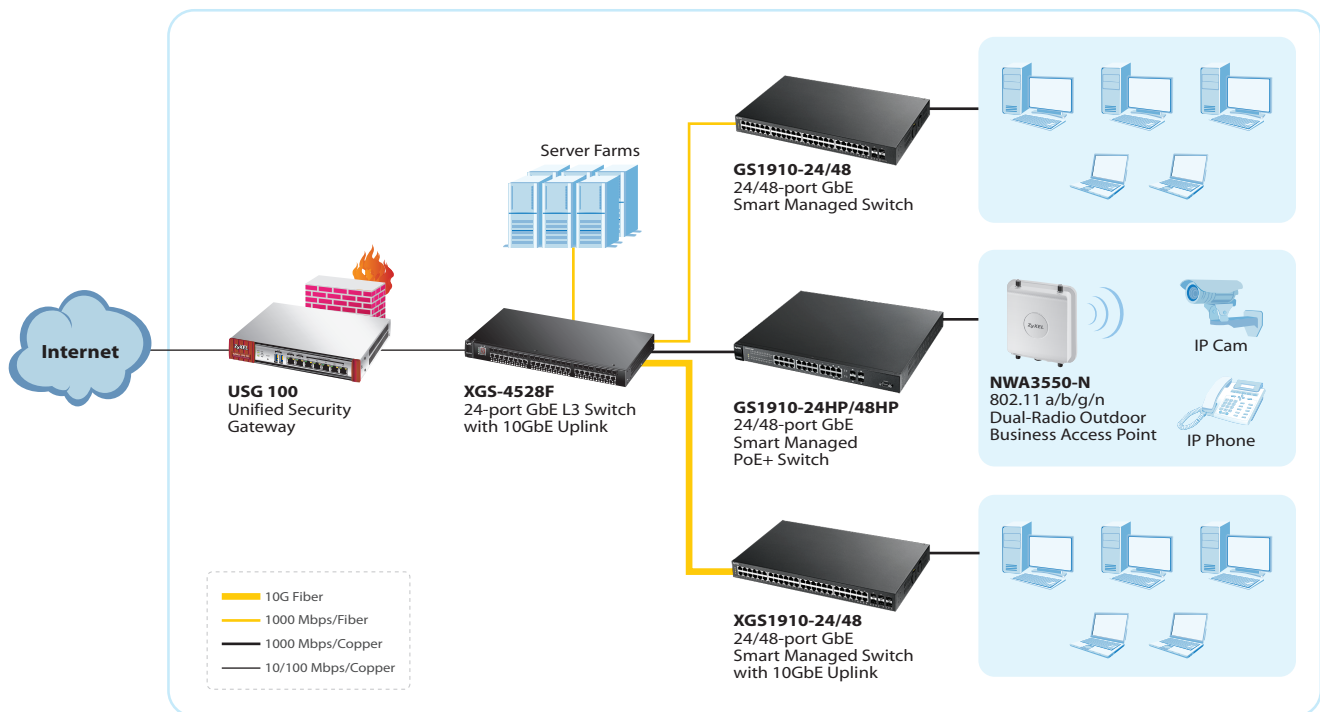 Server Farms
GS1910-24/48
24/48-port GbE
Smart Managed Switch
Internet
USG 100
Unified Security
Gateway
XGS-4528F
24-port GbE L3 Switch
with 10GbE Uplink
GS1910-24HP/48HP
24/48-port GbE
Smart Managed
PoE+ Switch
ZyXEL
NWA3550-N
802.11 a/b/g/n
Dual-Radio Outdoor
Business Access Point
IP Cam
IP Phone
XGS1910-24/48
24/48-port GbE
Smart Managed Switch
with 10GbE Uplink
10G Fiber
1000 Mbps/Fiber
1000 Mbps/Copper
10/100 Mbps/Copper